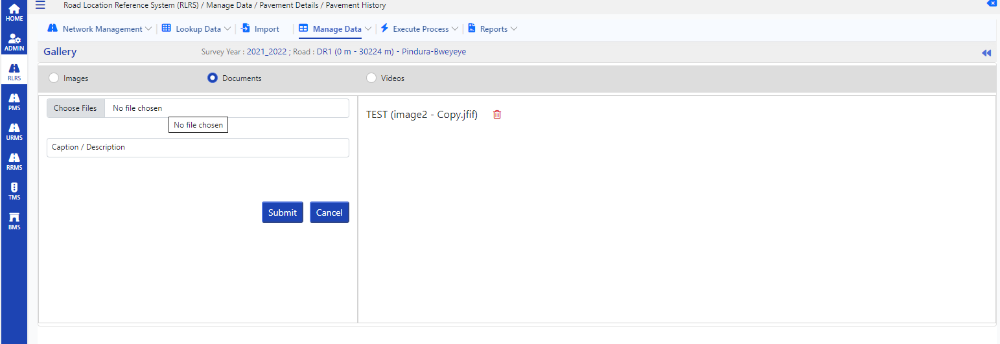 Road Location Reference System (RLRS) / Manage Data / Pavement Details / Pavement History
HOME
ADMIN
RLRS
PMS
URMS
RRMS
TMS
BMS
Network Management Lookup Data Import Manage Data Execute Process Reports
Gallery Survey Year : 2021_2022 ; Road : DR1 (0 m - 30224 m) - Pindura-Bweyeye
Images Documents Videos
Choose Files No file chosen
No file chosen
Caption / Description
Submit Cancel
TEST (image2 - Copy.jfif)